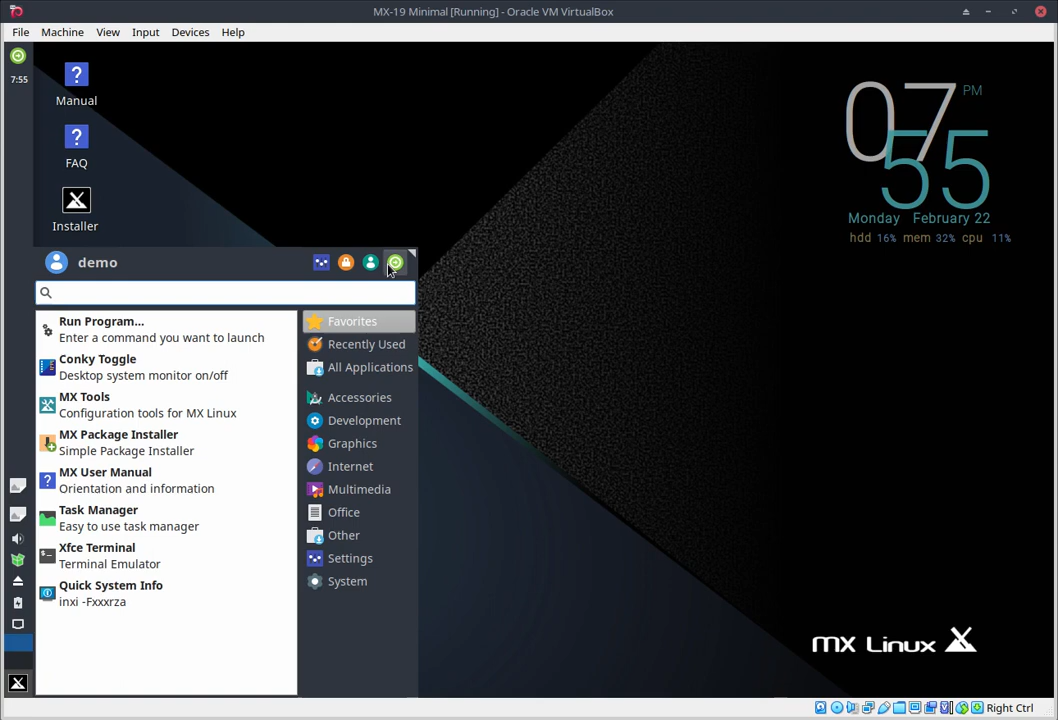 MX-19 Minimal [Running] - Oracle VM VirtualBox
File Machine View Input Devices Help
7:55
? Manual
? FAQ
Installer
07 PM
55
Monday February 22
hdd 16% mem 32% cpu 11%
demo
Run Program...
Enter a command you want to launch
Conky Toggle
Desktop system monitor on/off
MX Tools
Configuration tools for MX Linux
MX Package Installer
Simple Package Installer
MX User Manual
Orientation and information
Task Manager
Easy to use task manager
Xfce Terminal
Terminal Emulator
Quick System Info
inxi -Fxxxrza
Favorites
Recently Used
All Applications
Accessories
Development
Graphics
Internet
Multimedia
Office
Other
Settings
System
MX Linux
Right Ctrl